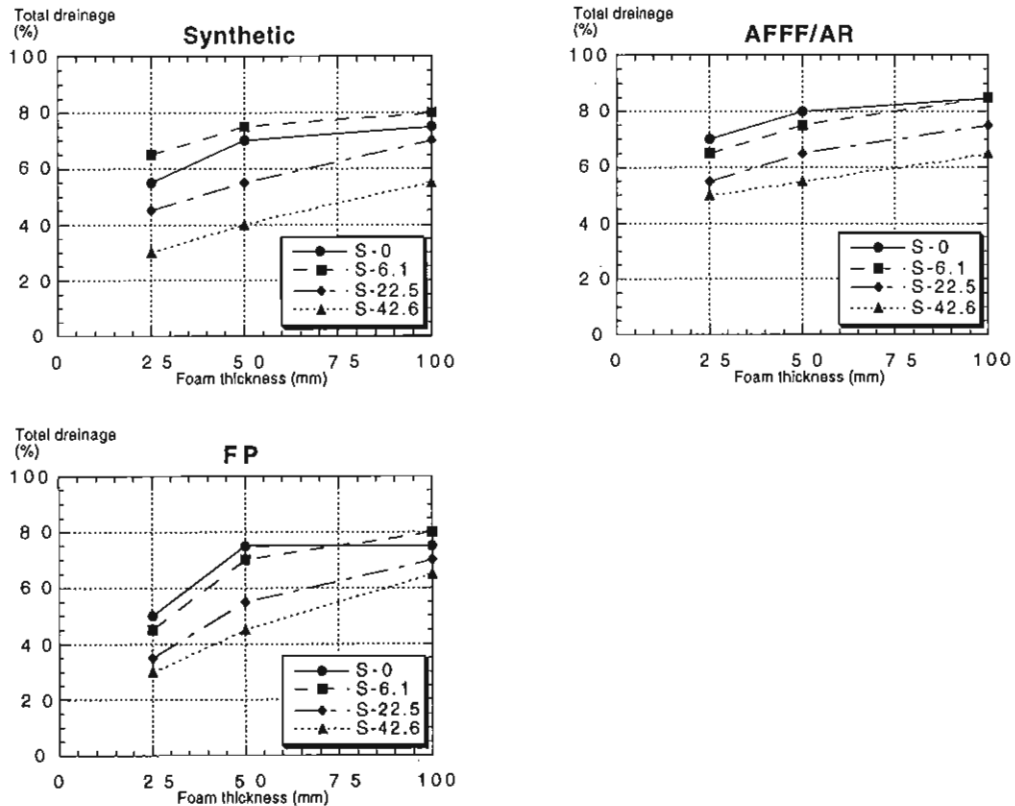 Total drainage
(%)
Synthetic
100
80
60
40
20
0
0 25 50 75 100
Foam thickness (mm)
S-0
S-6.1
S-22.5
S-42.6
Total drainage
(%)
AFFF/AR
100
80
60
40
20
0
0 25 50 75 100
Foam thickness (mm)
S-0
S-6.1
S-22.5
S-42.6
Total drainage
(%)
FP
100
80
60
40
20
0
0 25 50 75 100
Foam thickness (mm)
S-0
S-6.1
S-22.5
S-42.6